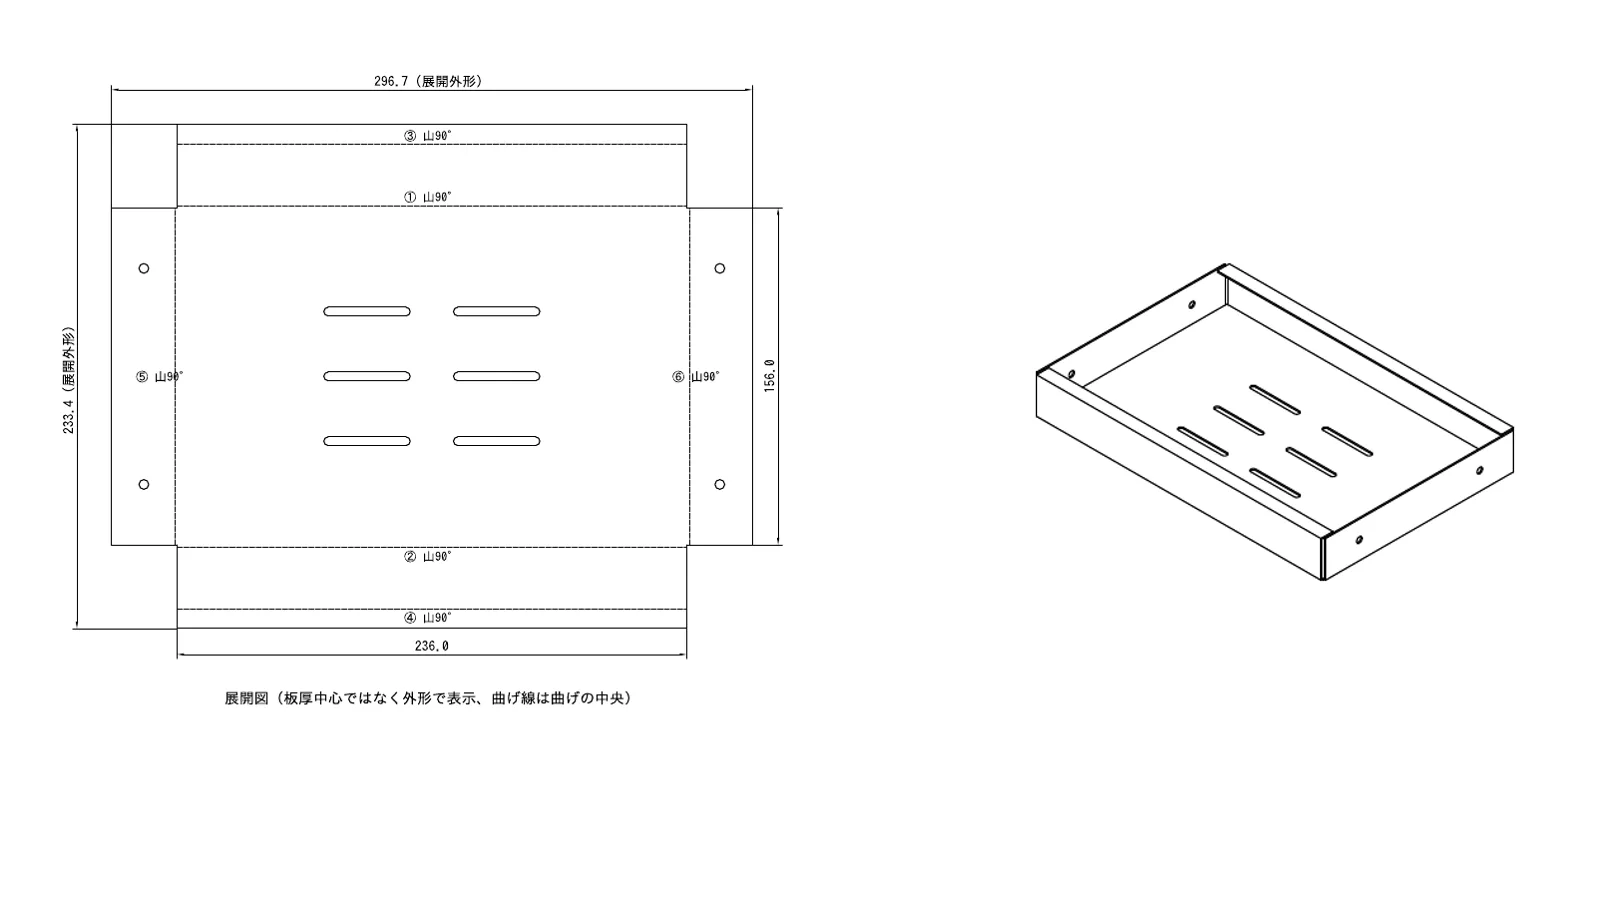 296.7 (展開外形)
③ 山90°
① 山90°
233.4 (展開外形)
⑤ 山90°
⑥ 山90°
156.0
② 山90°
④ 山90°
236.0
展開図（板厚中心ではなく外形で表示、曲げ線は曲げの中央）